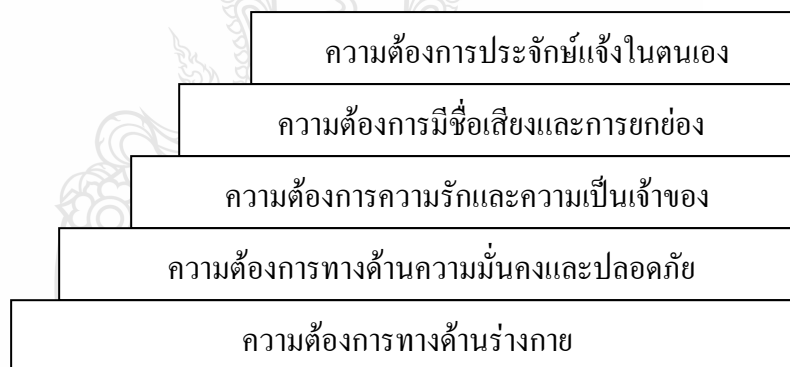 ความต้องการประจักษ์แจ้งในตนเอง
ความต้องการมีชื่อเสียงและการยกย่อง
ความต้องการความรักและความเป็นเจ้าของ
ความต้องการทางด้านความมั่นคงและปลอดภัย
ความต้องการทางด้านร่างกาย